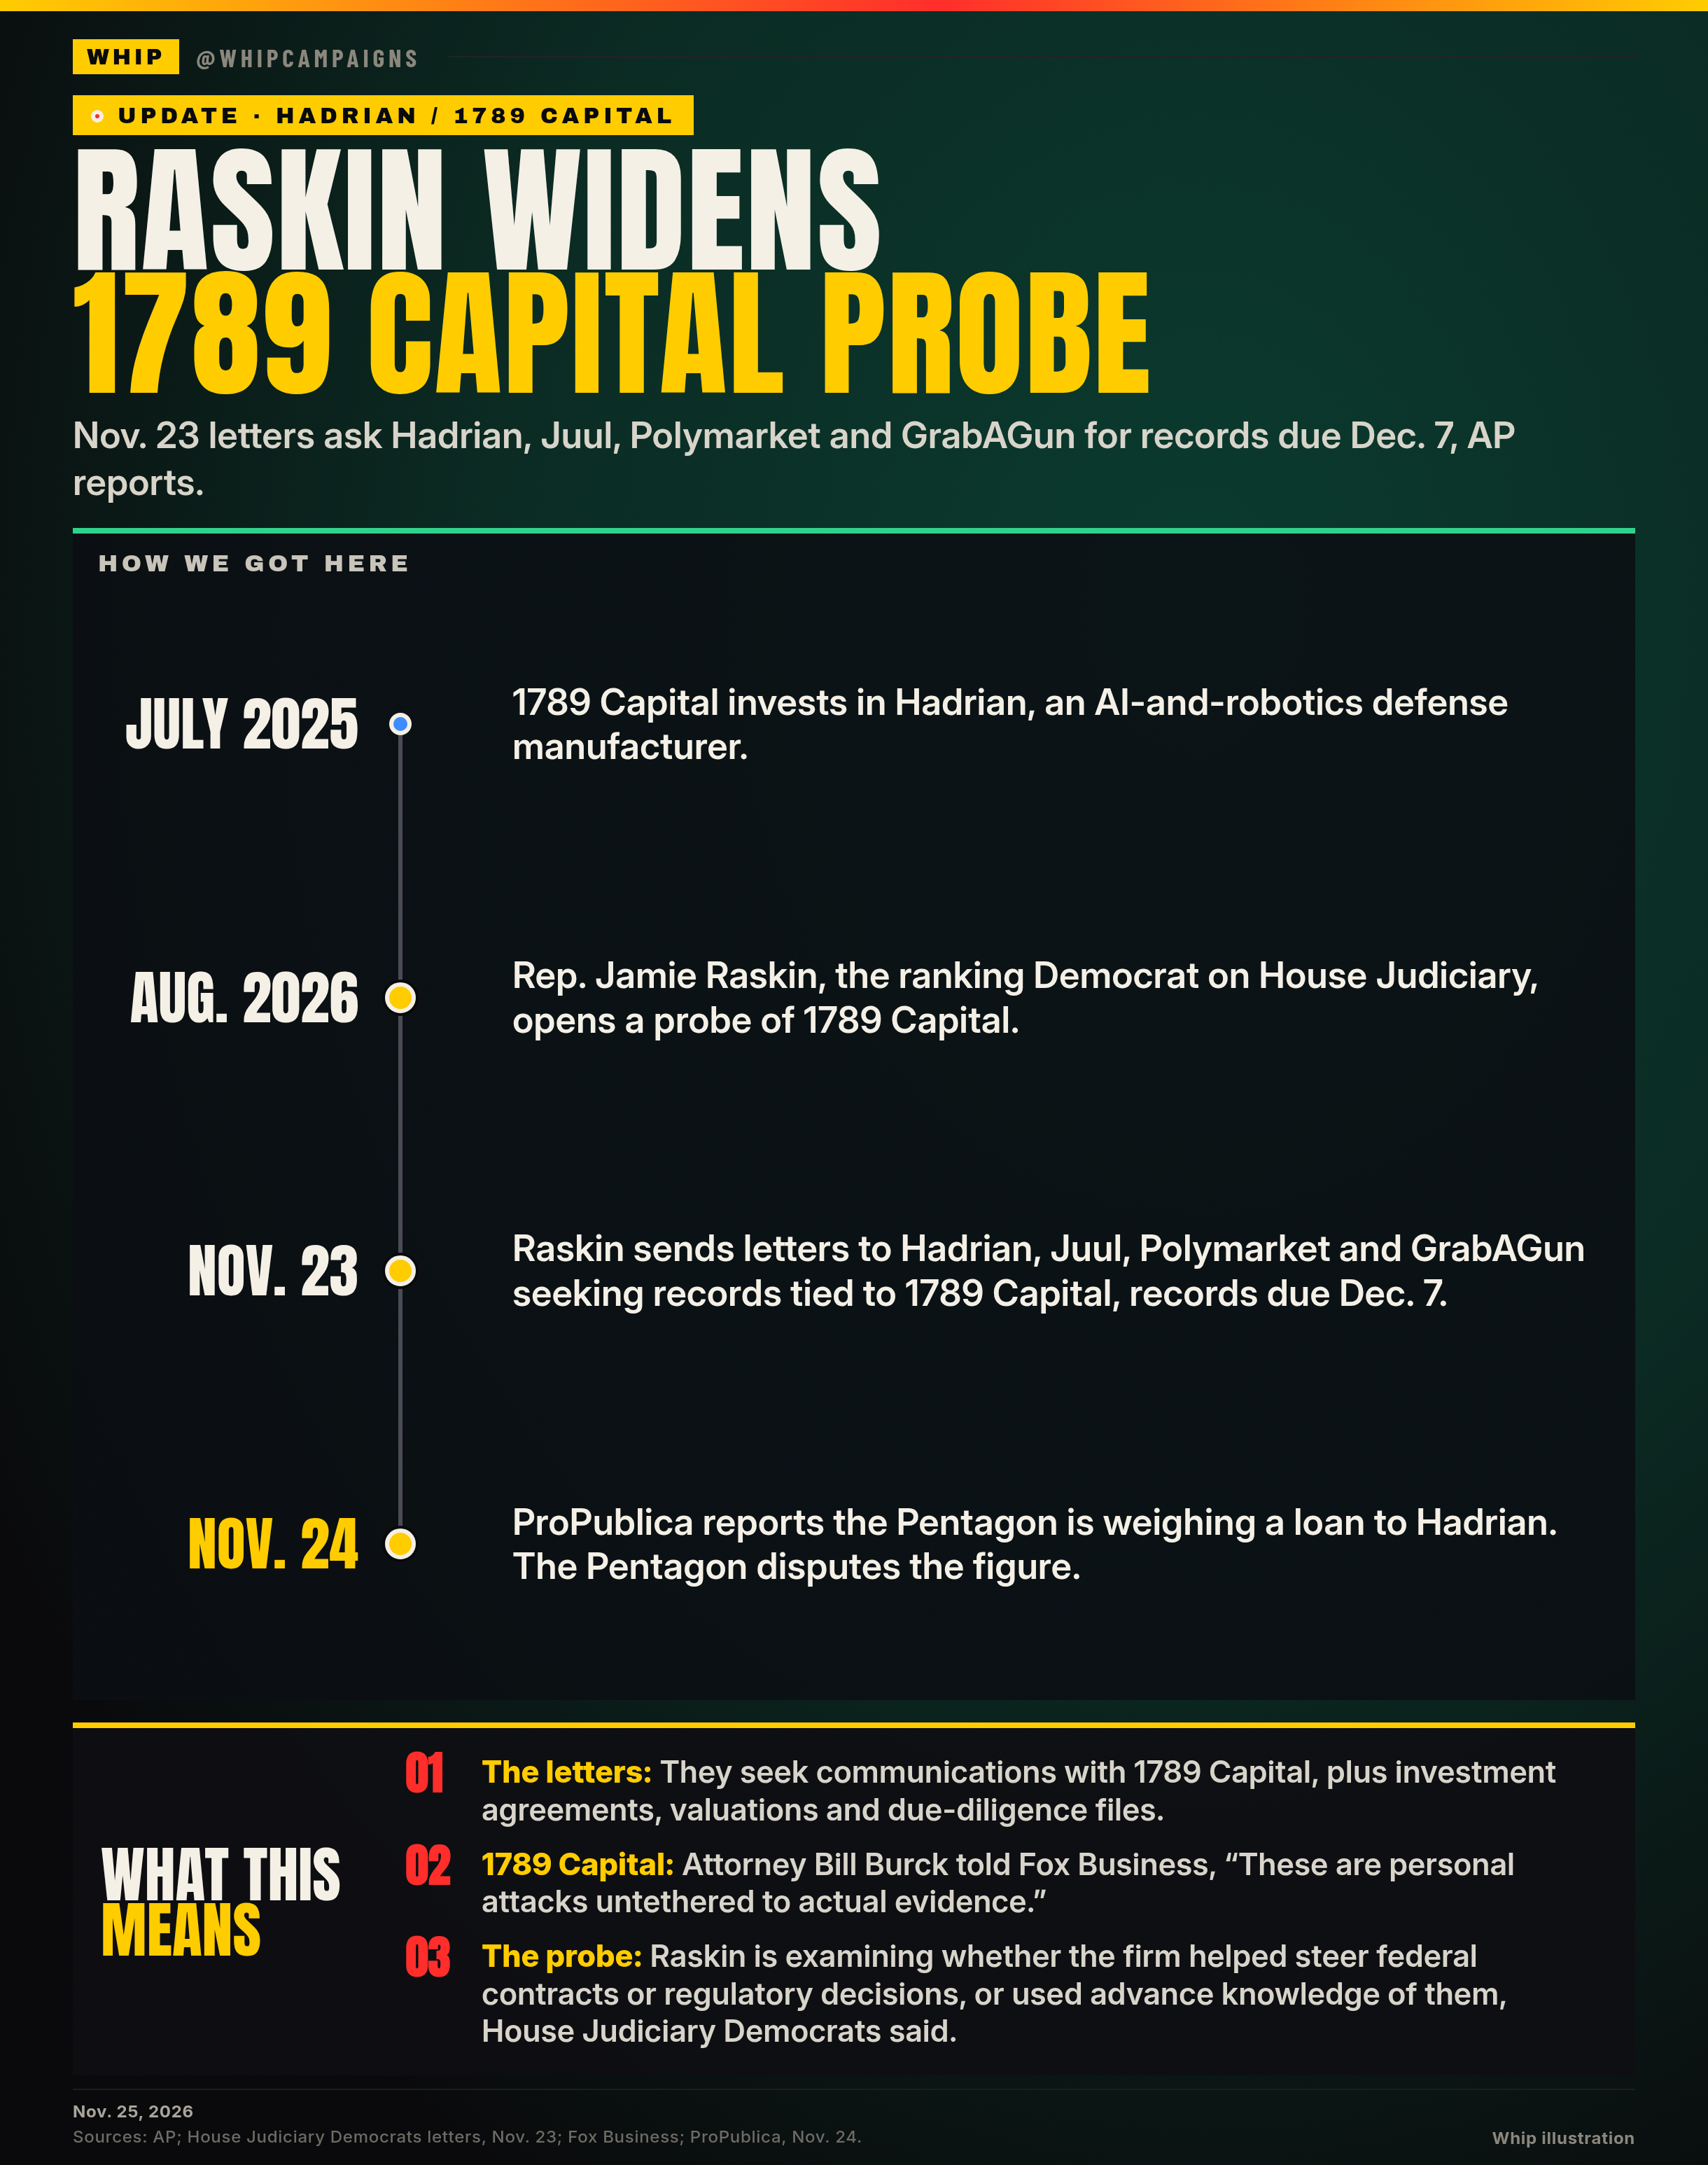 WHIP @WHIPCAMPAIGNS
UPDATE · HADRIAN / 1789 CAPITAL
RASKIN WIDENS
1789 CAPITAL PROBE
Nov. 23 letters ask Hadrian, Juul, Polymarket and GrabAGun for records due Dec. 7, AP
reports.
HOW WE GOT HERE
JULY 2025
1789 Capital invests in Hadrian, an AI-and-robotics defense
manufacturer.
AUG. 2026
Rep. Jamie Raskin, the ranking Democrat on House Judiciary,
opens a probe of 1789 Capital.
NOV. 23
Raskin sends letters to Hadrian, Juul, Polymarket and GrabAGun
seeking records tied to 1789 Capital, records due Dec. 7.
NOV. 24
ProPublica reports the Pentagon is weighing a loan to Hadrian.
The Pentagon disputes the figure.
WHAT THIS
MEANS
01 The letters: They seek communications with 1789 Capital, plus investment
agreements, valuations and due-diligence files.
02 1789 Capital: Attorney Bill Burck told Fox Business, “These are personal
attacks untethered to actual evidence.”
03 The probe: Raskin is examining whether the firm helped steer federal
contracts or regulatory decisions, or used advance knowledge of them,
House Judiciary Democrats said.
Nov. 25, 2026
Sources: AP; House Judiciary Democrats letters, Nov. 23; Fox Business; ProPublica, Nov. 24.
Whip illustration